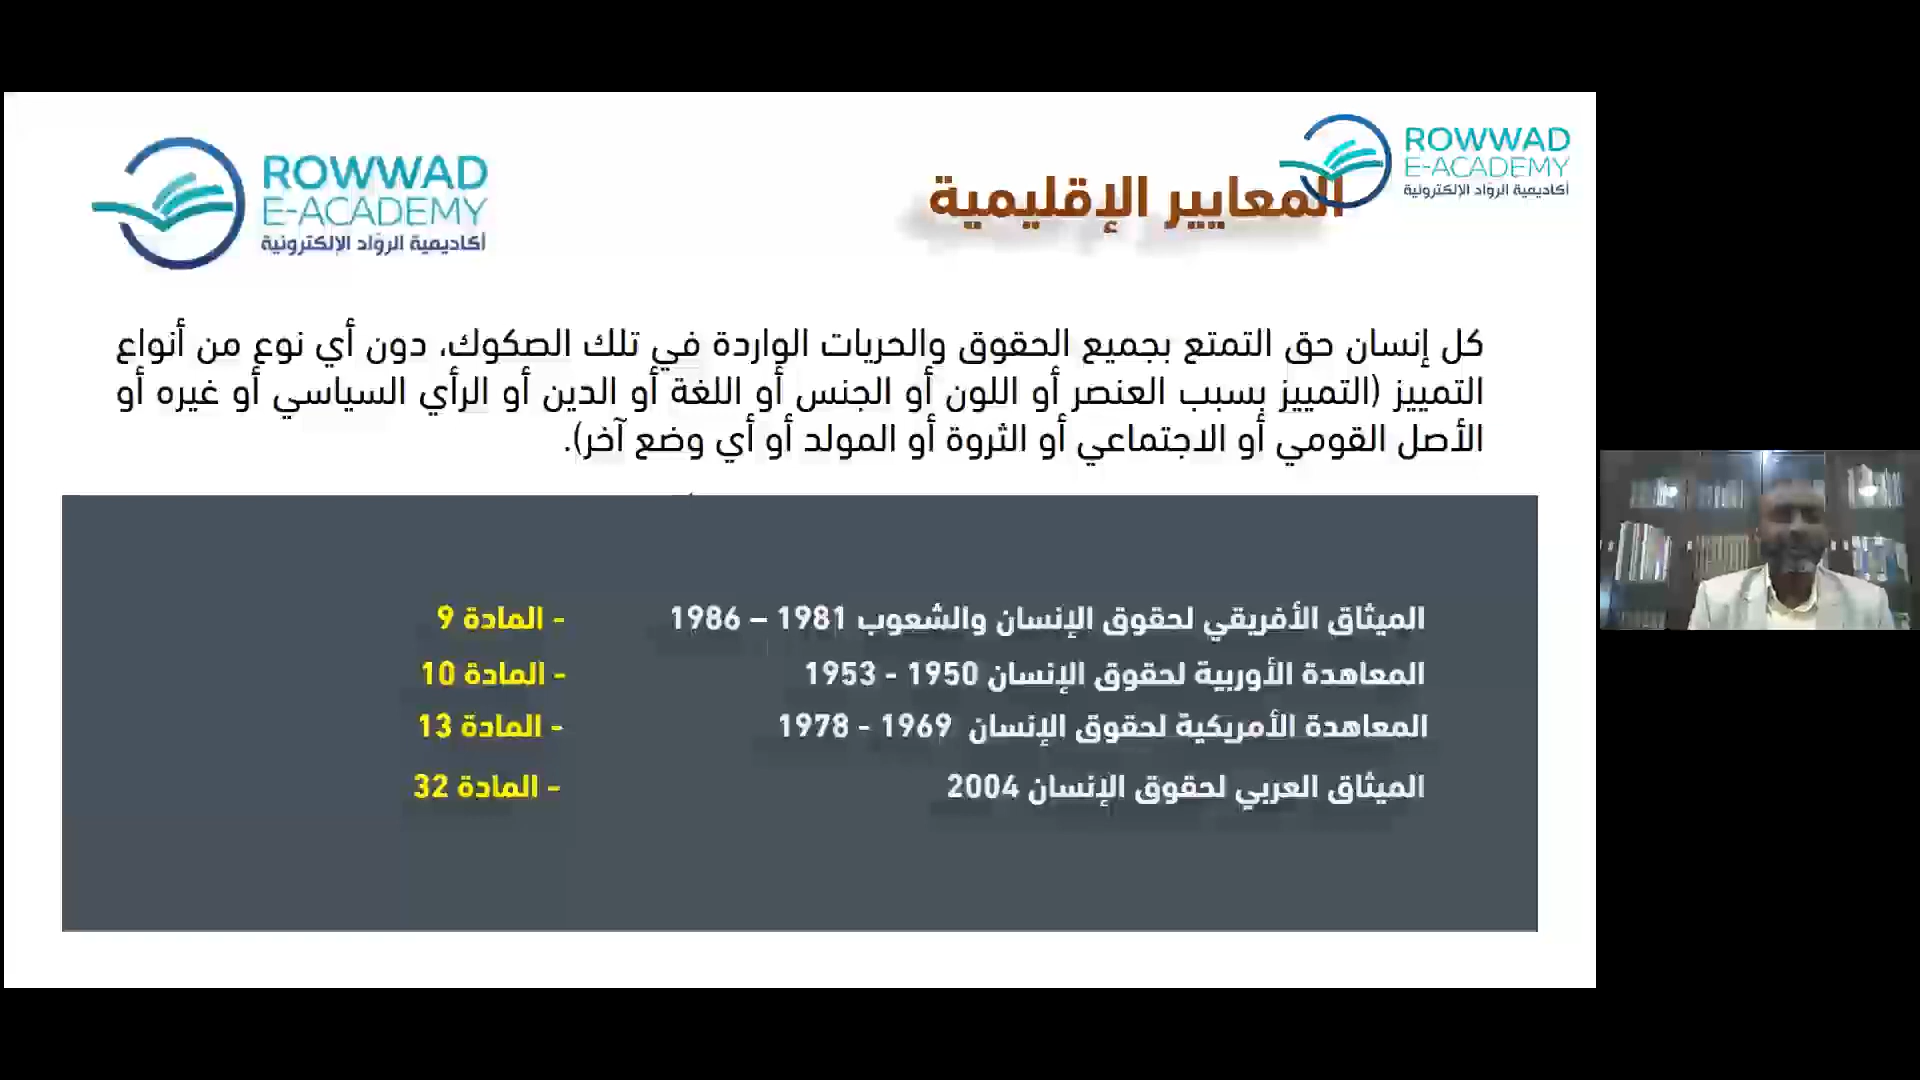 ROWWAD
E-ACADEMY
أكاديمية الروّاد الإلكترونية
ROWWAD
E-ACADEMY
أكاديمية الروّاد الإلكترونية
المعايير الإقليمية
كل إنسان حق التمتع بجميع الحقوق والحريات الواردة في تلك الصكوك، دون أي نوع من أنواع
التمييز (التمييز بسبب العنصر أو اللون أو الجنس أو اللغة أو الدين أو الرأي السياسي أو غيره أو
الأصل القومي أو الاجتماعي أو الثروة أو المولد أو أي وضع آخر).
الميثاق الأفريقي لحقوق الإنسان والشعوب 1981 – 1986 - المادة 9
المعاهدة الأوربية لحقوق الإنسان 1950 - 1953 - المادة 10
المعاهدة الأمريكية لحقوق الإنسان 1969 - 1978 - المادة 13
الميثاق العربي لحقوق الإنسان 2004 - المادة 32